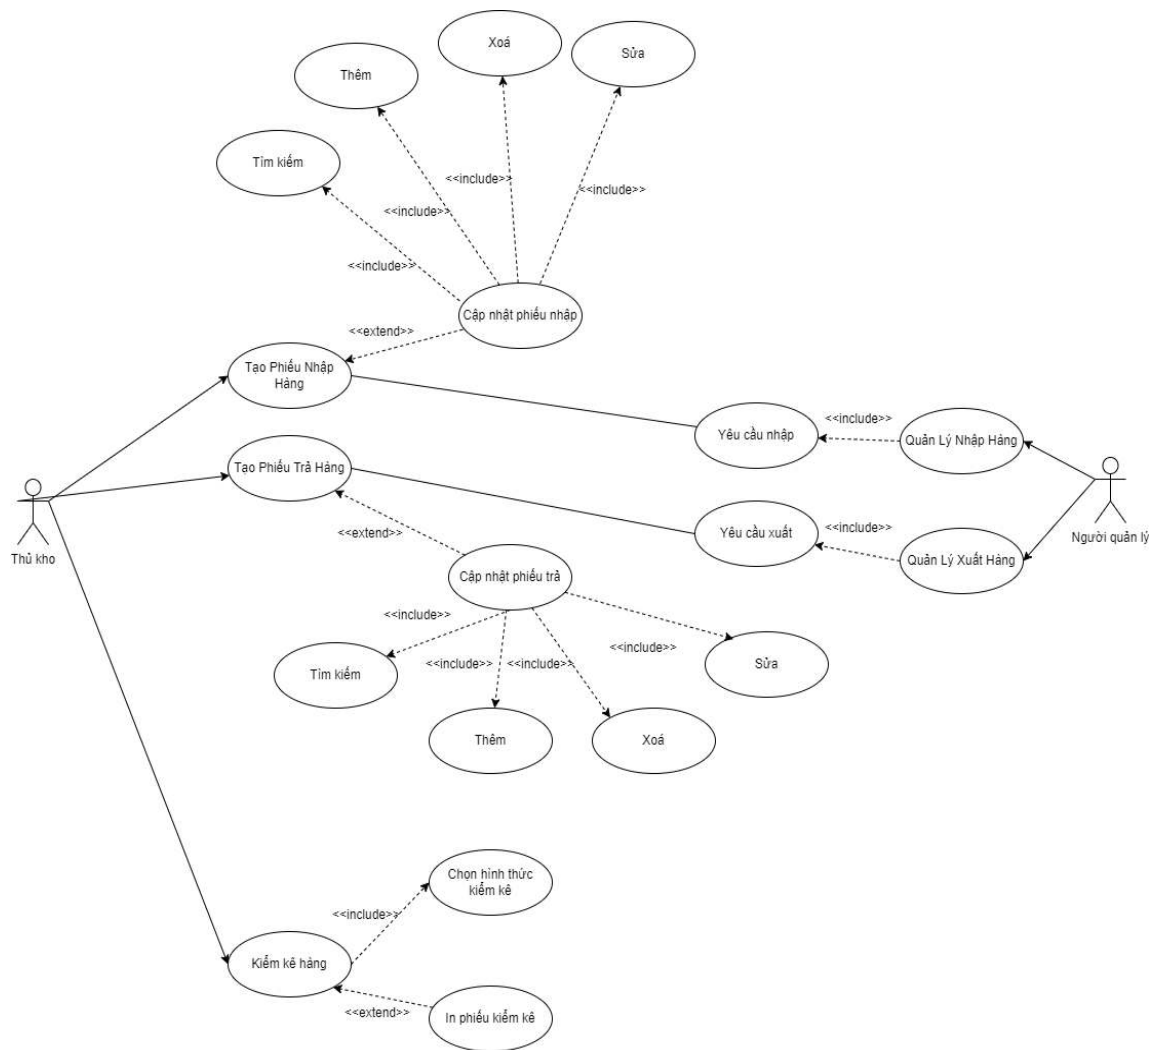 Xoá
Sửa
Thêm
Tìm kiếm
<<include>>
<<include>>
<<include>>
<<include>>
Cập nhật phiếu nhập
<<extend>>
Tạo Phiếu Nhập
Hàng
Yêu cầu nhập
<<include>>
Quản Lý Nhập Hàng
Tạo Phiếu Trả Hàng
Thủ kho
<<extend>>
Yêu cầu xuất
<<include>>
Quản Lý Xuất Hàng
Người quản lý
Cập nhật phiếu trả
<<include>>
<<include>>
<<include>>
<<include>>
Tìm kiếm
Sửa
Thêm
Xoá
Chọn hình thức
kiểm kê
<<include>>
Kiểm kê hàng
<<extend>>
In phiếu kiểm kê